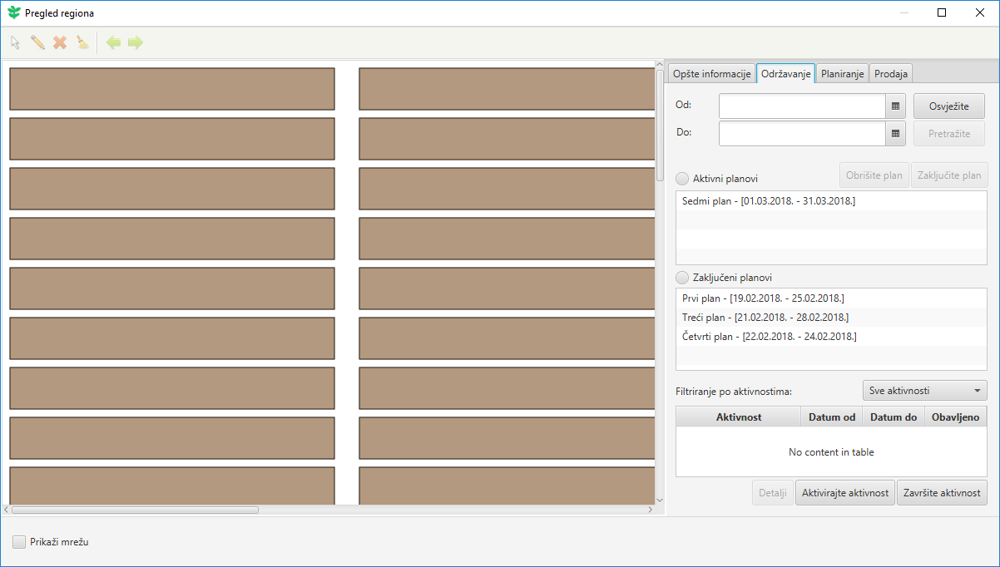 Pregled regiona
Opšte informacije Održavanje Planiranje Prodaja
Od: Osvježite
Do: Pretražite
Aktivni planovi Obrišite plan Zaključite plan
Sedmi plan - [01.03.2018. - 31.03.2018.]
Zaključeni planovi
Prvi plan - [19.02.2018. - 25.02.2018.]
Treći plan - [21.02.2018. - 28.02.2018.]
Četvrti plan - [22.02.2018. - 24.02.2018.]
Filtriranje po aktivnostima: Sve aktivnosti
Aktivnost Datum od Datum do Obavljeno
No content in table
Detalji Aktivirajte aktivnost Završite aktivnost
Prikaži mrežu